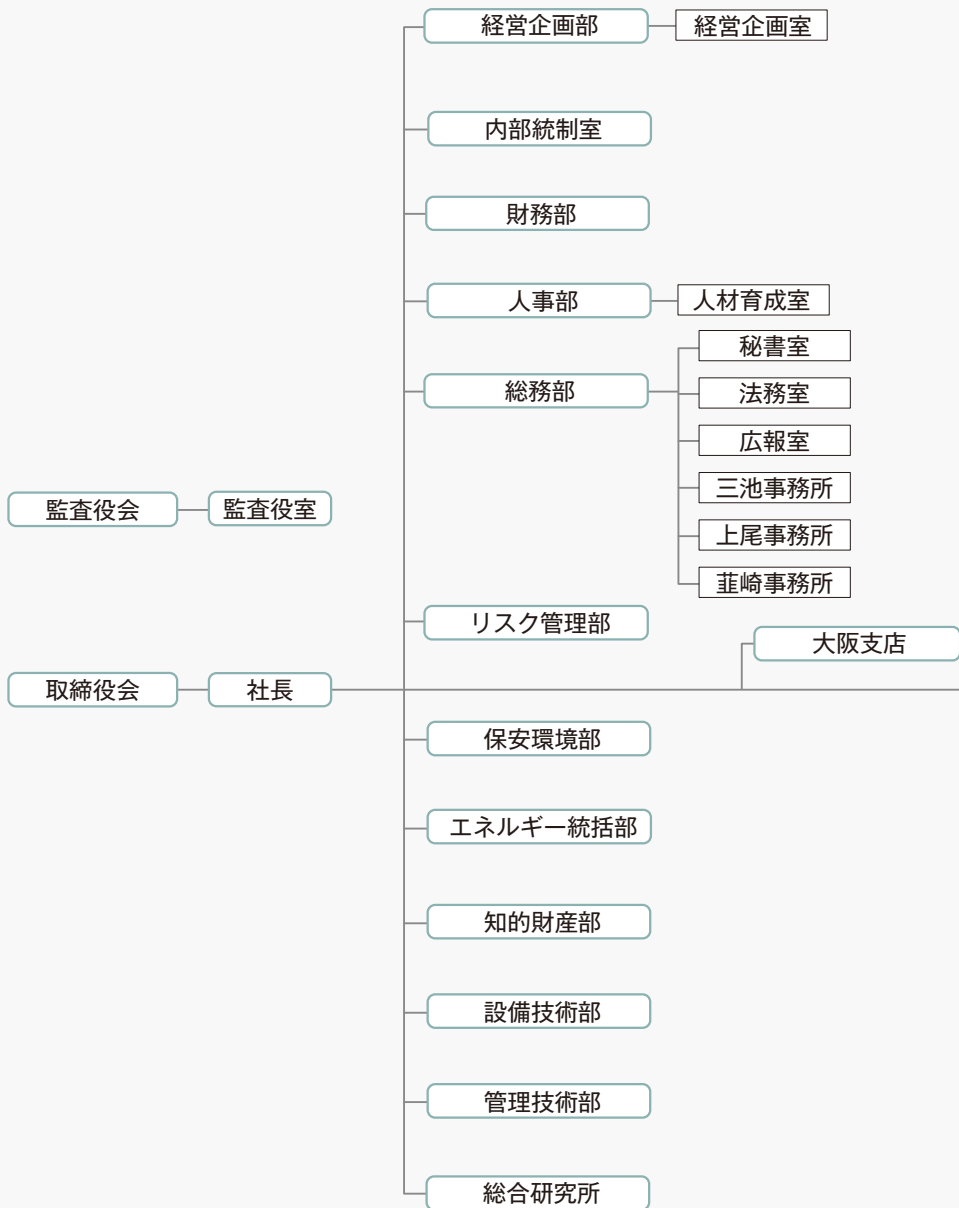 経営企画部
経営企画室
内部統制室
財務部
人事部
人材育成室
総務部
秘書室
法務室
広報室
三池事務所
上尾事務所
韮崎事務所
監査役会
監査役室
リスク管理部
大阪支店
取締役会
社長
保安環境部
エネルギー統括部
知的財産部
設備技術部
管理技術部
総合研究所